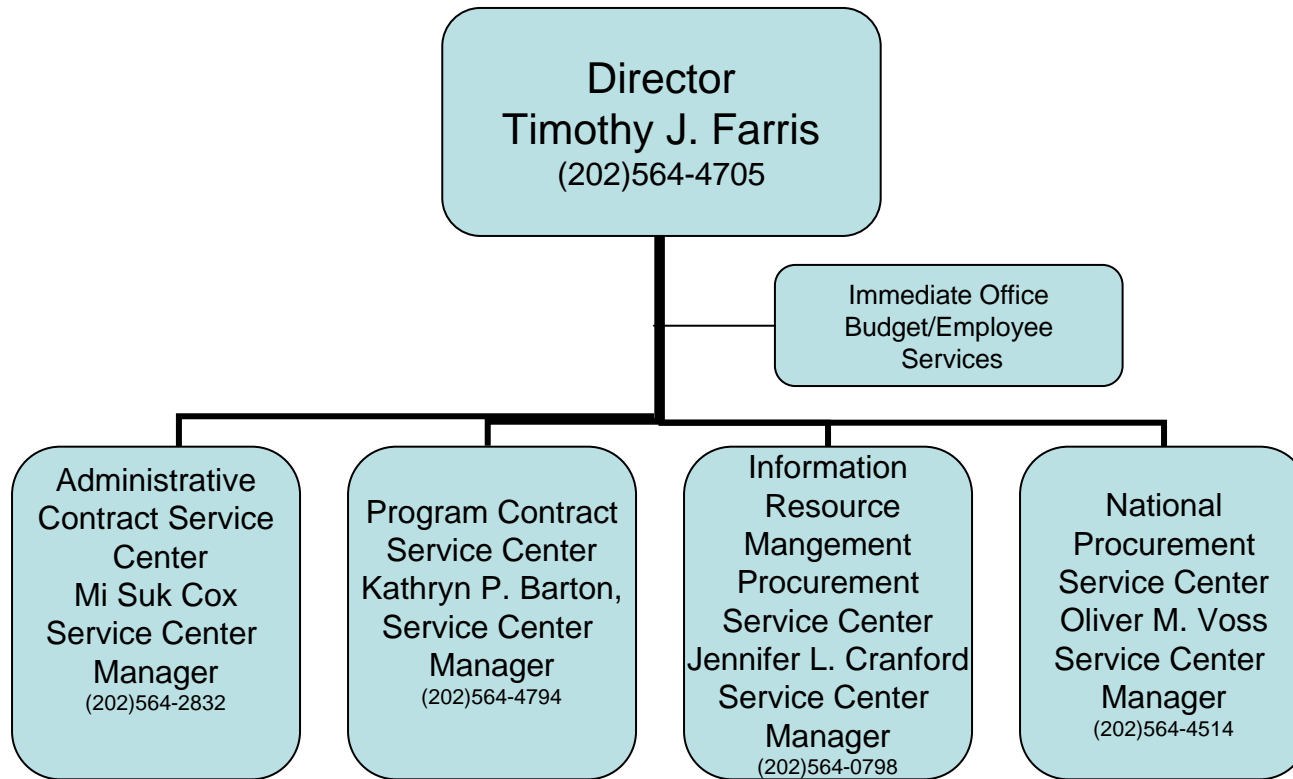 Director
Timothy J. Farris
(202)564-4705
Immediate Office
Budget/Employee
Services
Administrative
Contract Service
Center
Mi Suk Cox
Service Center
Manager
(202)564-2832
Program Contract
Service Center
Kathryn P. Barton,
Service Center
Manager
(202)564-4794
Information
Resource
Mangement
Procurement
Service Center
Jennifer L. Cranford
Service Center
Manager
(202)564-0798
National
Procurement
Service Center
Oliver M. Voss
Service Center
Manager
(202)564-4514